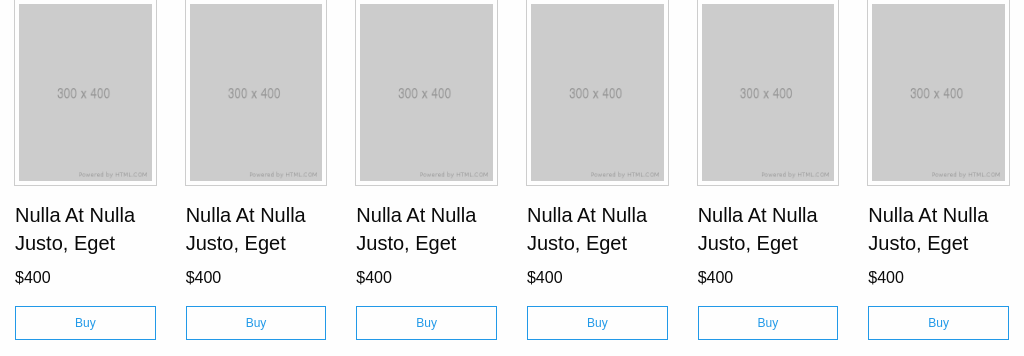 300 x 400 300 x 400 300 x 400 300 x 400 300 x 400 300 x 400
Powered by HTML.COM Powered by HTML.COM Powered by HTML.COM Powered by HTML.COM Powered by HTML.COM Powered by HTML.COM
Nulla At Nulla Nulla At Nulla Nulla At Nulla Nulla At Nulla Nulla At Nulla Nulla At Nulla
Justo, Eget Justo, Eget Justo, Eget Justo, Eget Justo, Eget Justo, Eget
$400 $400 $400 $400 $400 $400
Buy Buy Buy Buy Buy Buy